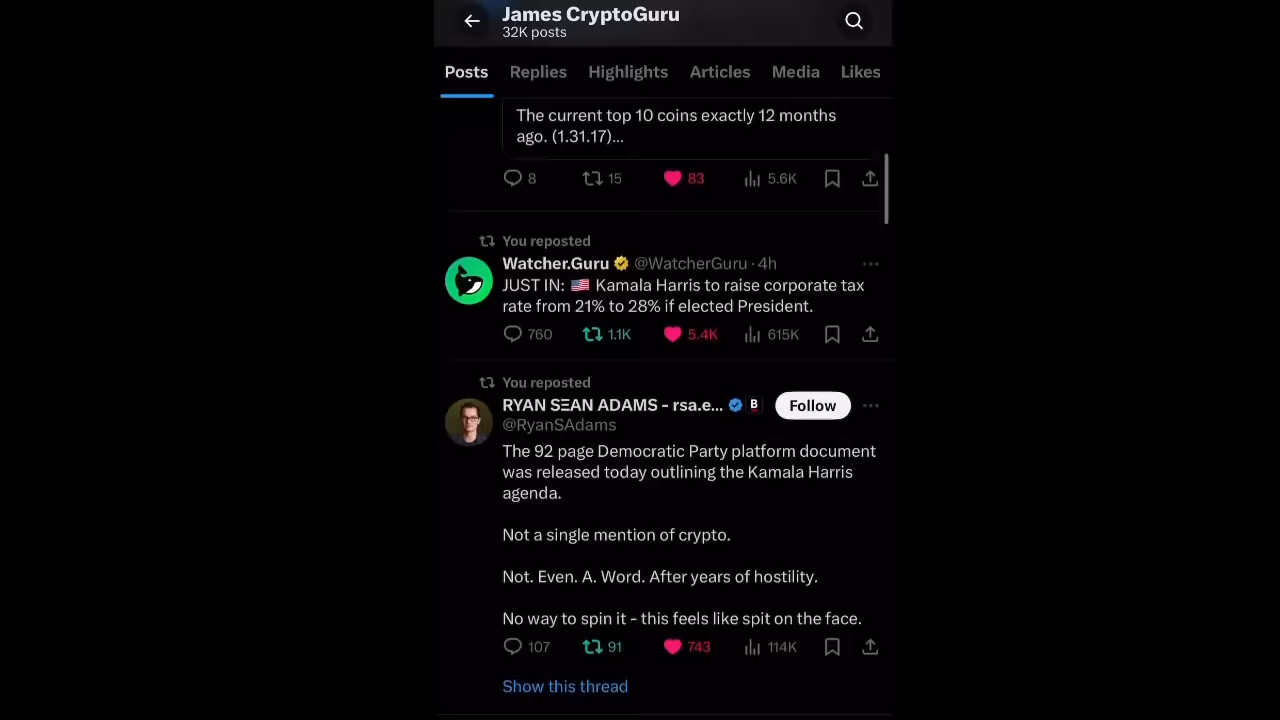 James CryptoGuru
32K posts
Posts Replies Highlights Articles Media Likes
The current top 10 coins exactly 12 months
ago. (1.31.17)...
8 15 83 5.6K
You reposted
Watcher.Guru @WatcherGuru · 4h
JUST IN: 🇺🇸 Kamala Harris to raise corporate tax
rate from 21% to 28% if elected President.
760 1.1K 5.4K 615K
You reposted
RYAN SΞAN ADAMS - rsa.e... B Follow
@RyanSAdams
The 92 page Democratic Party platform document
was released today outlining the Kamala Harris
agenda.
Not a single mention of crypto.
Not. Even. A. Word. After years of hostility.
No way to spin it - this feels like spit on the face.
107 91 743 114K
Show this thread